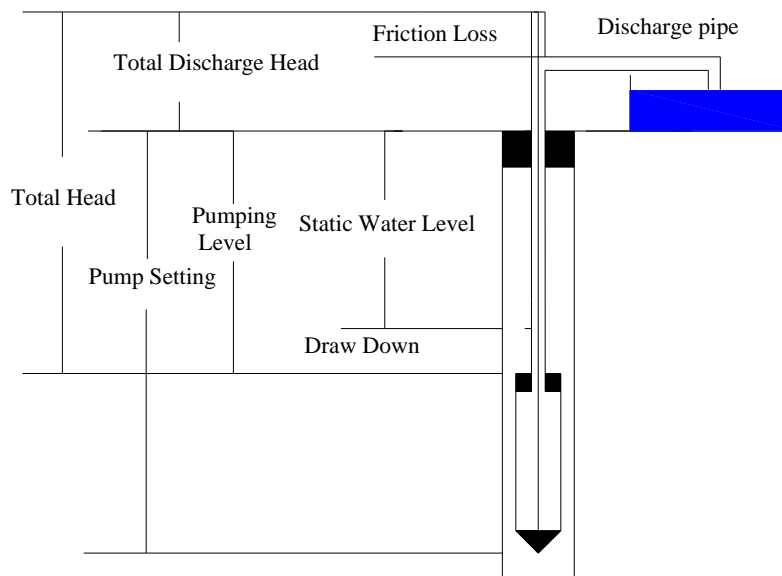 Friction Loss
Discharge pipe
Total Discharge Head
Total Head
Pumping
Level
Static Water Level
Pump Setting
Draw Down